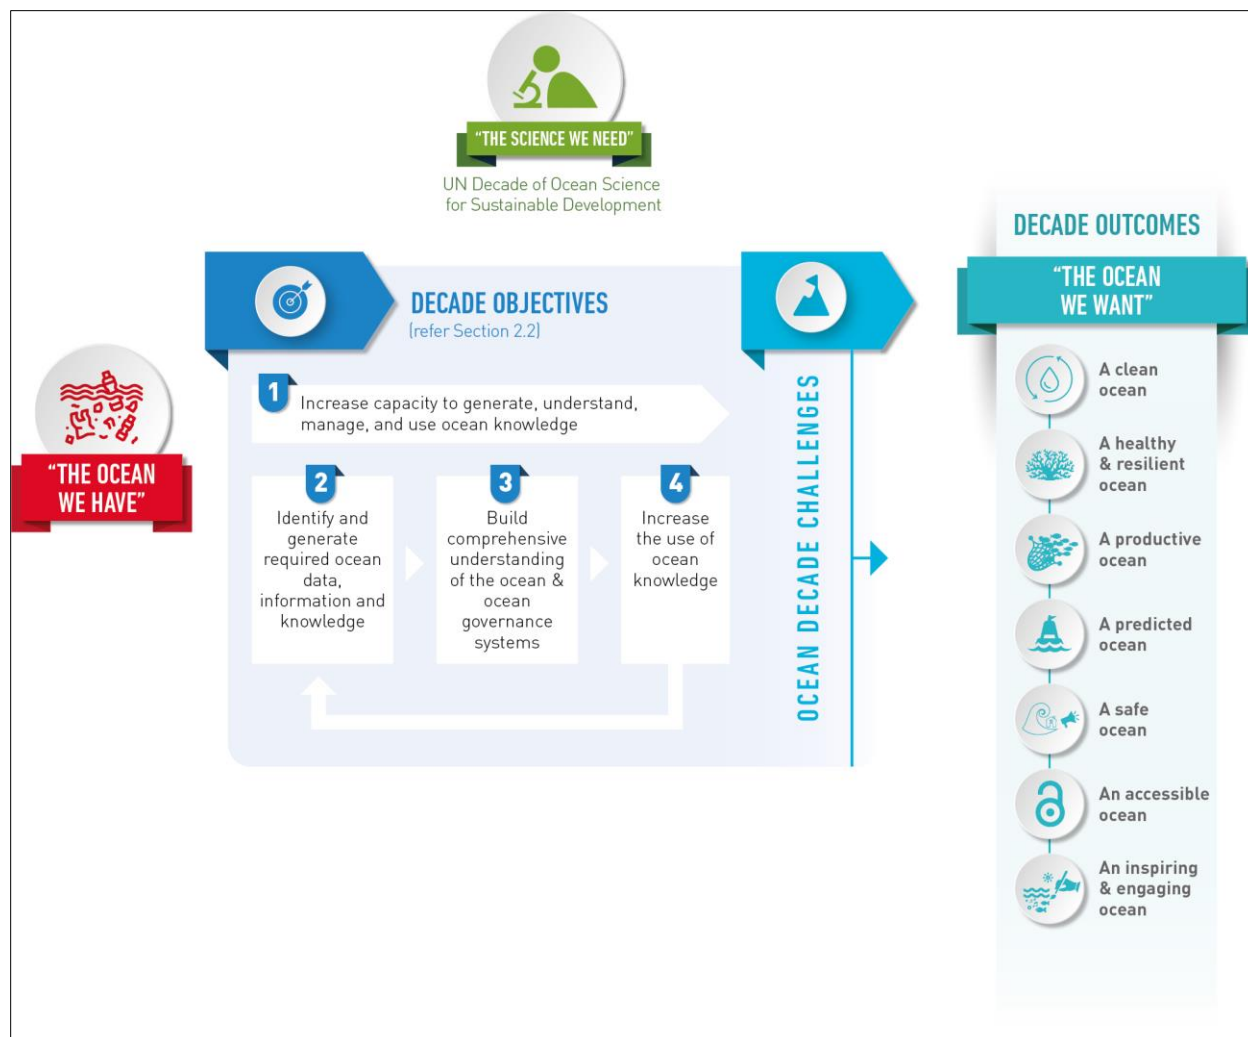 "THE SCIENCE WE NEED"
UN Decade of Ocean Science
for Sustainable Development
"THE OCEAN
WE HAVE"
DECADE OBJECTIVES
(refer Section 2.2)
1
Increase capacity to generate, understand,
manage, and use ocean knowledge
2
Identify and
generate
required ocean
data,
information and
knowledge
3
Build
comprehensive
understanding
of the ocean &
ocean
governance
systems
4
Increase
the use of
ocean
knowledge
OCEAN DECADE CHALLENGES
DECADE OUTCOMES
"THE OCEAN
WE WANT"
A clean
ocean
A healthy
& resilient
ocean
A productive
ocean
A predicted
ocean
A safe
ocean
An accessible
ocean
An inspiring
& engaging
ocean